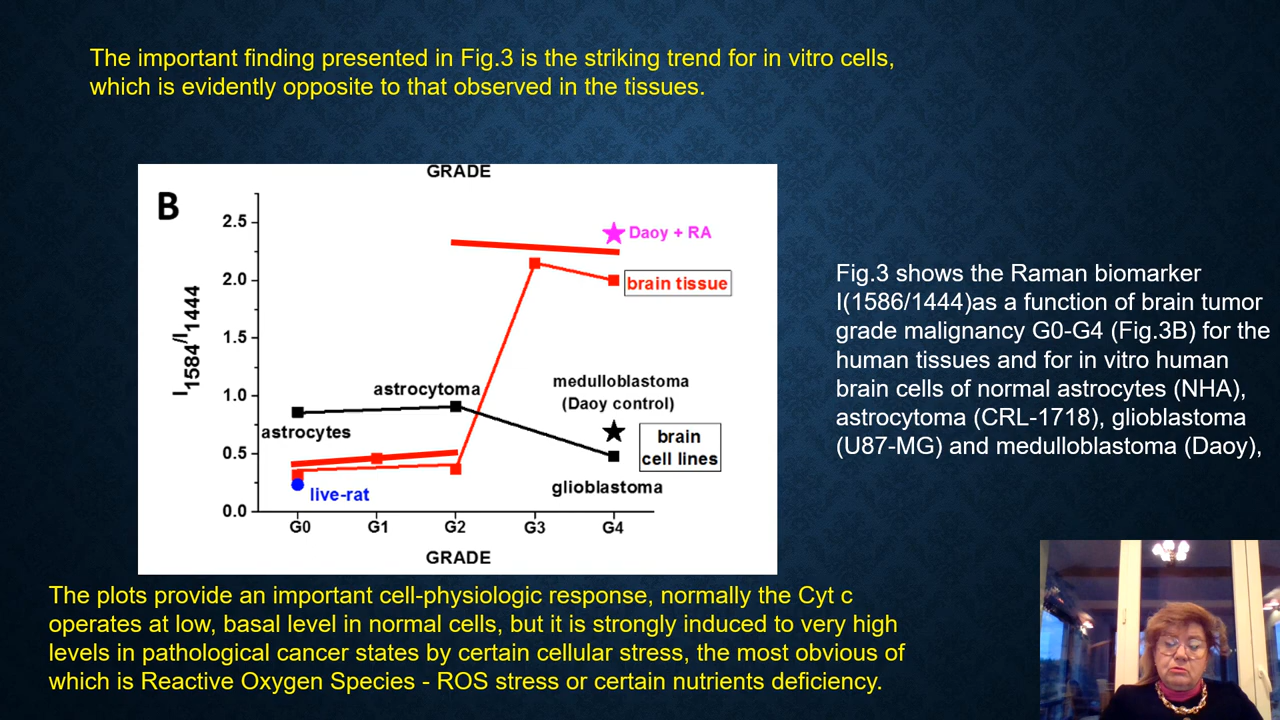 The important finding presented in Fig.3 is the striking trend for in vitro cells,
which is evidently opposite to that observed in the tissues.
GRADE
B
2.5
2.0
1.5
1.0
0.5
0.0
I1584/I1444
Daoy + RA
brain tissue
astrocytoma
medulloblastoma
(Daoy control)
astrocytes
brain
cell lines
live-rat
glioblastoma
G0 G1 G2 G3 G4
GRADE
Fig.3 shows the Raman biomarker
I(1586/1444)as a function of brain tumor
grade malignancy G0-G4 (Fig.3B) for the
human tissues and for in vitro human
brain cells of normal astrocytes (NHA),
astrocytoma (CRL-1718), glioblastoma
(U87-MG) and medulloblastoma (Daoy),
The plots provide an important cell-physiologic response, normally the Cyt c
operates at low, basal level in normal cells, but it is strongly induced to very high
levels in pathological cancer states by certain cellular stress, the most obvious of
which is Reactive Oxygen Species - ROS stress or certain nutrients deficiency.